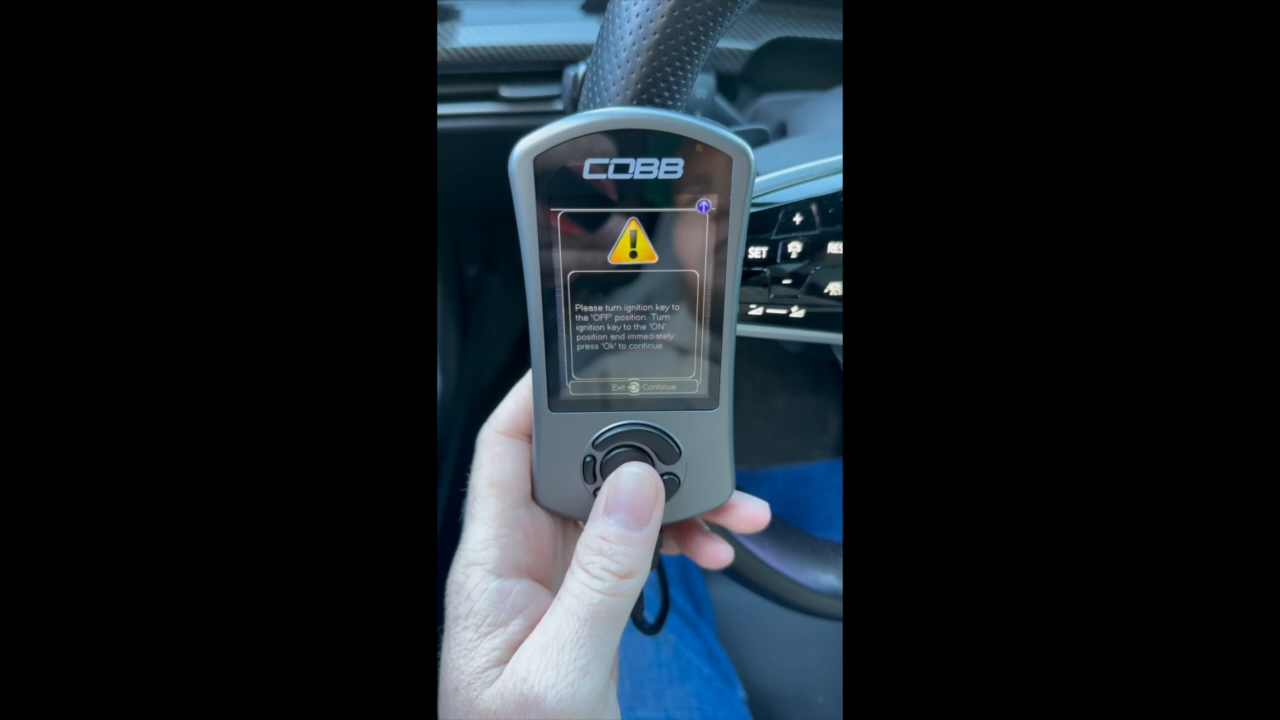 COBB
Please turn ignition key to
the 'OFF' position. Turn
ignition key to the 'ON'
position and immediately
press 'Ok' to continue.
Exit Continue
+
SET
RES
-